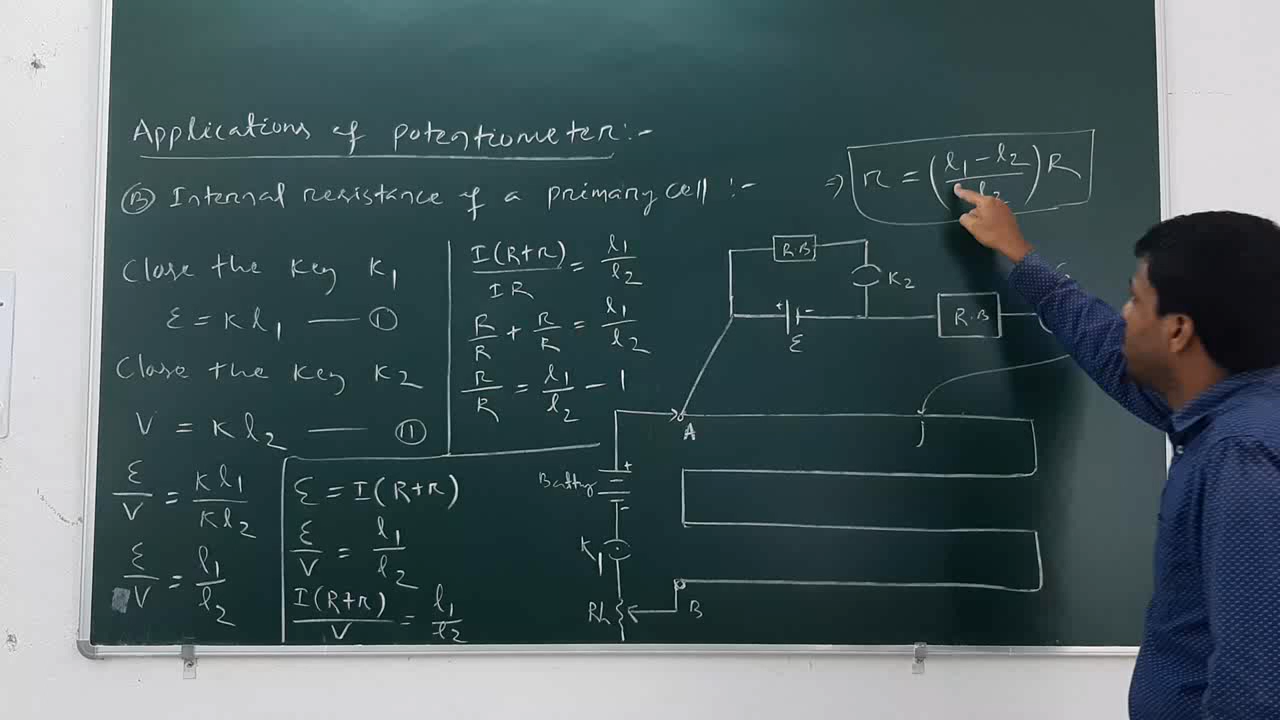 Applications of potentiometer:-
Ⓑ Internal resistance of a primary cell :-
Close the key K₁
ε = Kl₁ —— ①
Close the key K₂
V = Kl₂ —— ⑪
ε/V = Kl₁/Kl₂
ε/V = l₁/l₂
ε = I(R+r)
ε/V = l₁/l₂
I(R+r)/V = l₁/l₂
I(R+r)/IR = l₁/l₂
R/R + r/R = l₁/l₂
r/R = l₁/l₂ - 1
⇒ r = (l₁-l₂/l₂)R
R.B
K₂
+ -
ε
R.B
A
J
Battery
+
-
K₁
Rh
B